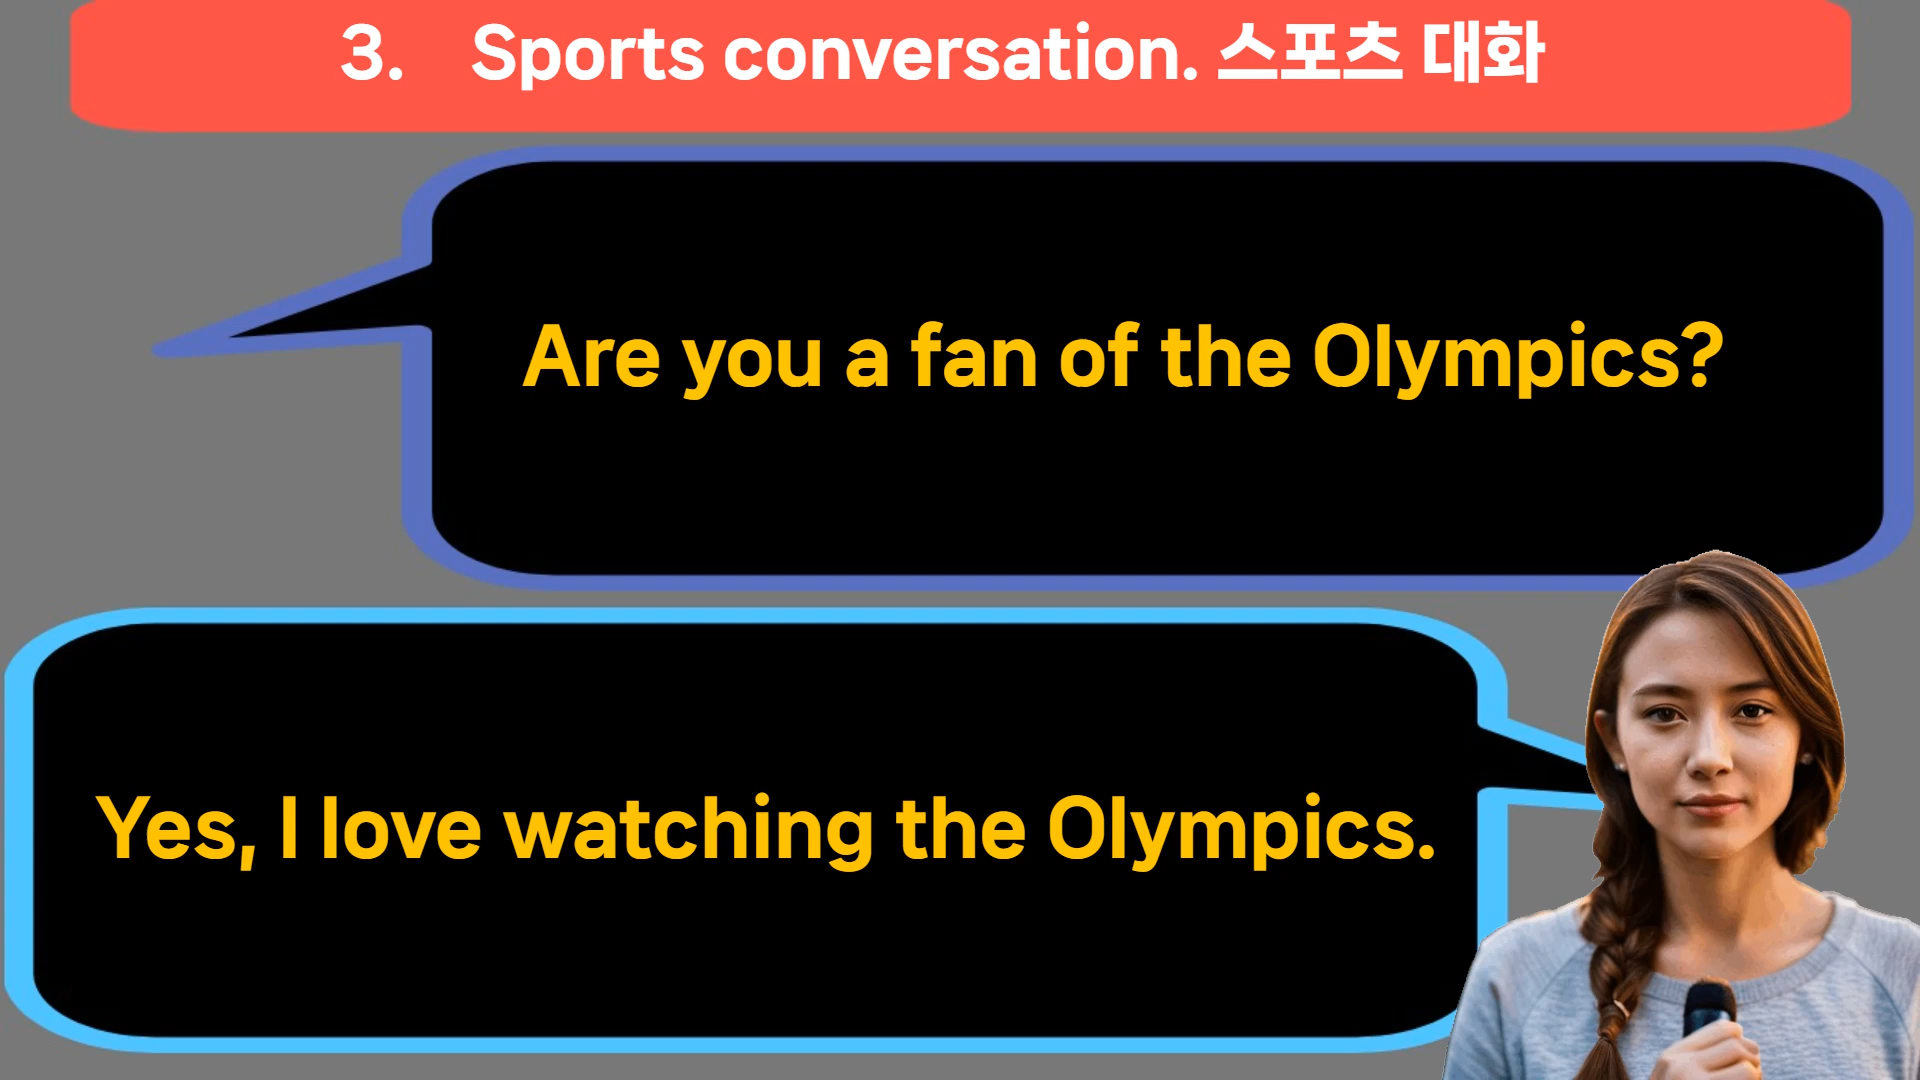 3. Sports conversation. 스포츠 대화
Are you a fan of the Olympics?
Yes, I love watching the Olympics.